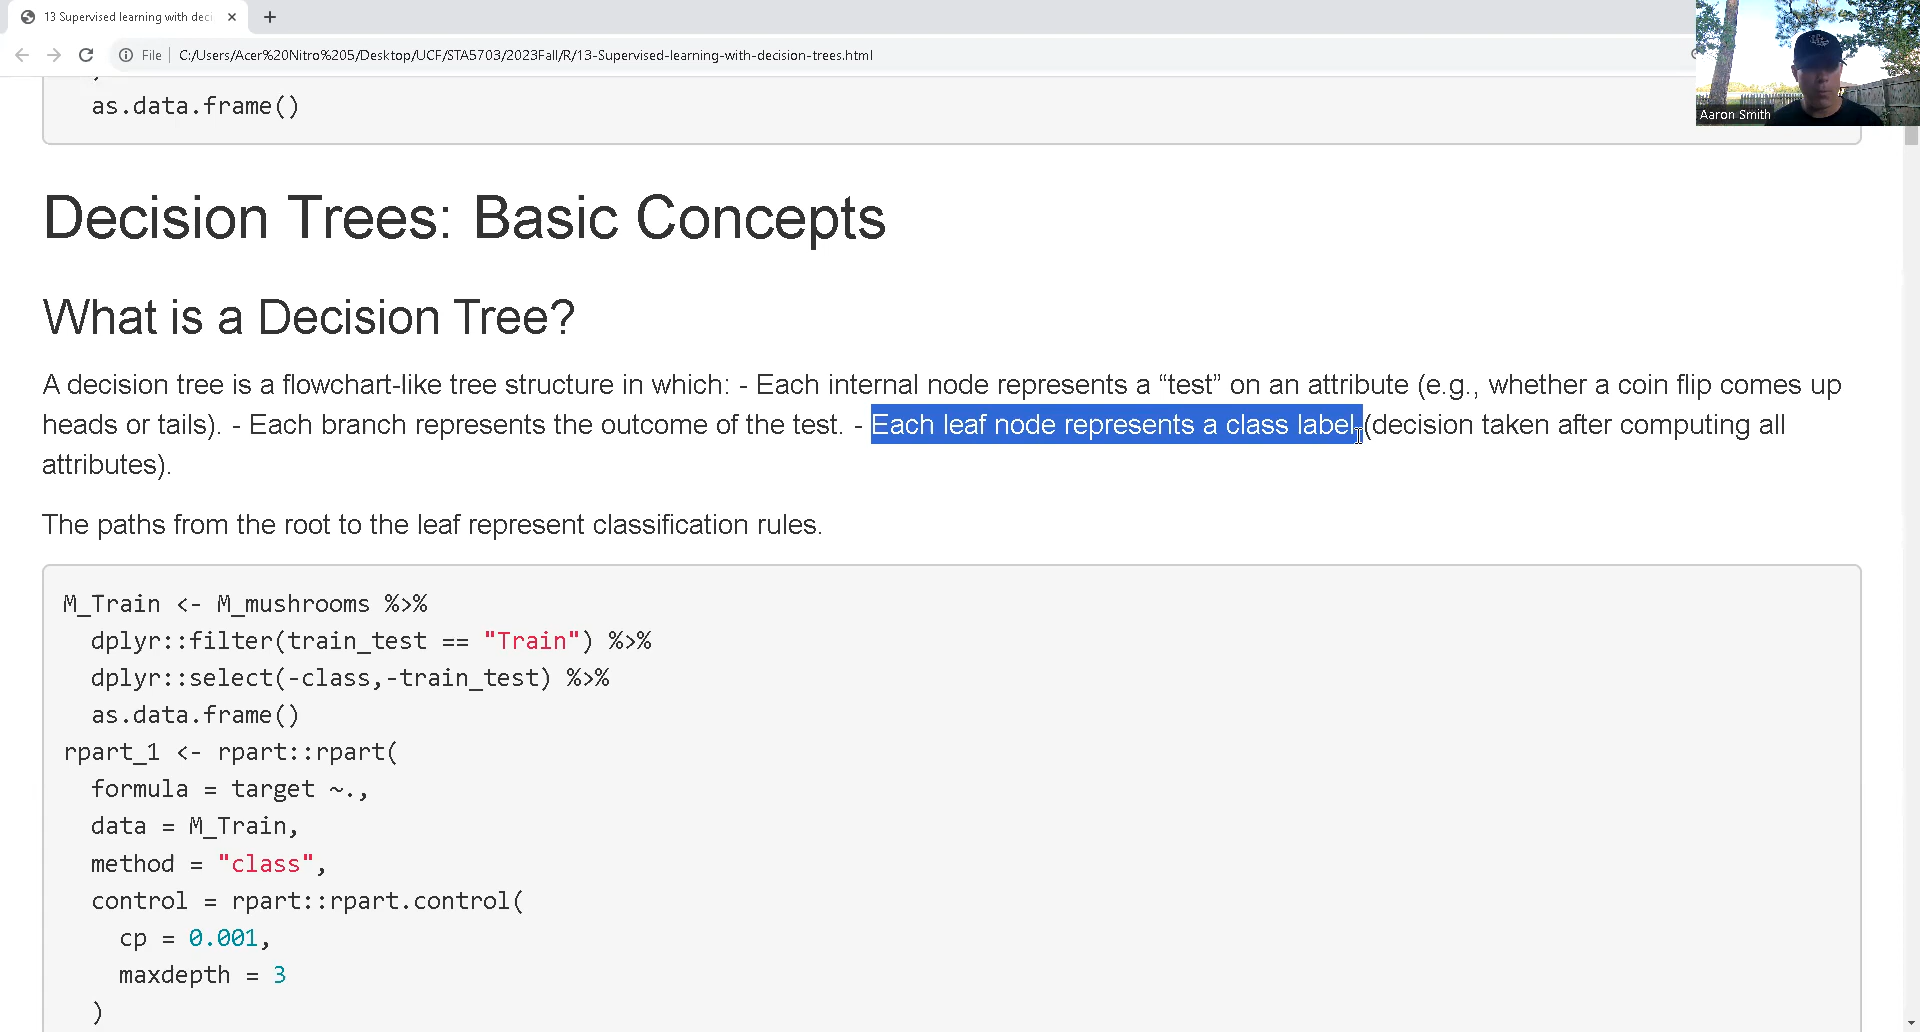 13 Supervised learning with deci
File
C:/Users/Acer%20Nitro%205/Desktop/UCF/STA5703/2023Fall/R/13-Supervised-learning-with-decision-trees.html
Aaron Smith
as.data.frame()
Decision Trees: Basic Concepts
What is a Decision Tree?
A decision tree is a flowchart-like tree structure in which: - Each internal node represents a “test” on an attribute (e.g., whether a coin flip comes up
heads or tails). - Each branch represents the outcome of the test. - Each leaf node represents a class label (decision taken after computing all
attributes).
The paths from the root to the leaf represent classification rules.
M_Train <- M_mushrooms %>%
  dplyr::filter(train_test == "Train") %>%
  dplyr::select(-class,-train_test) %>%
  as.data.frame()
rpart_1 <- rpart::rpart(
  formula = target ~.,
  data = M_Train,
  method = "class",
  control = rpart::rpart.control(
    cp = 0.001,
    maxdepth = 3
  )